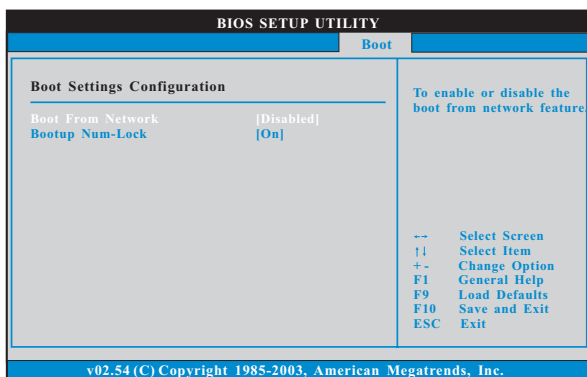 BIOS SETUP UTILITY
Boot
Boot Settings Configuration
Boot From Network [Disabled]
Bootup Num-Lock [On]
To enable or disable the
boot from network feature.
←→ Select Screen
↑↓ Select Item
+ - Change Option
F1 General Help
F9 Load Defaults
F10 Save and Exit
ESC Exit
v02.54 (C) Copyright 1985-2003, American Megatrends, Inc.